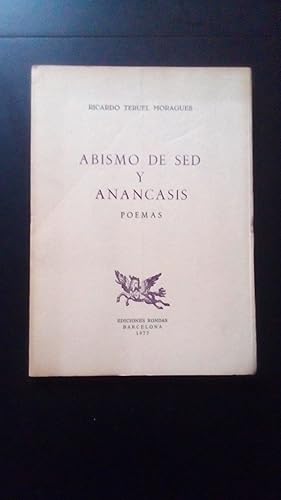 RICARDO TERUEL MORAGUES
ABISMO DE SED
Y
ANANCASIS
POEMAS
EDICIONES RONDAS
BARCELONA
1977